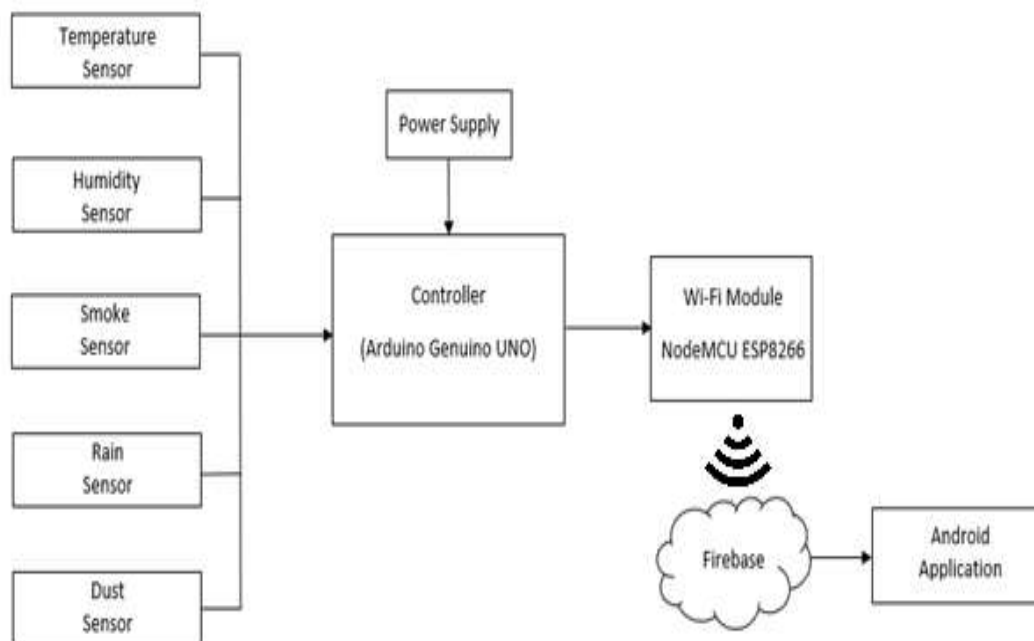 Temperature
Sensor
Humidity
Sensor
Smoke
Sensor
Rain
Sensor
Dust
Sensor
Power Supply
Controller
(Arduino Genuino UNO)
Wi-Fi Module
NodeMCU ESP8266
Firebase
Android
Application